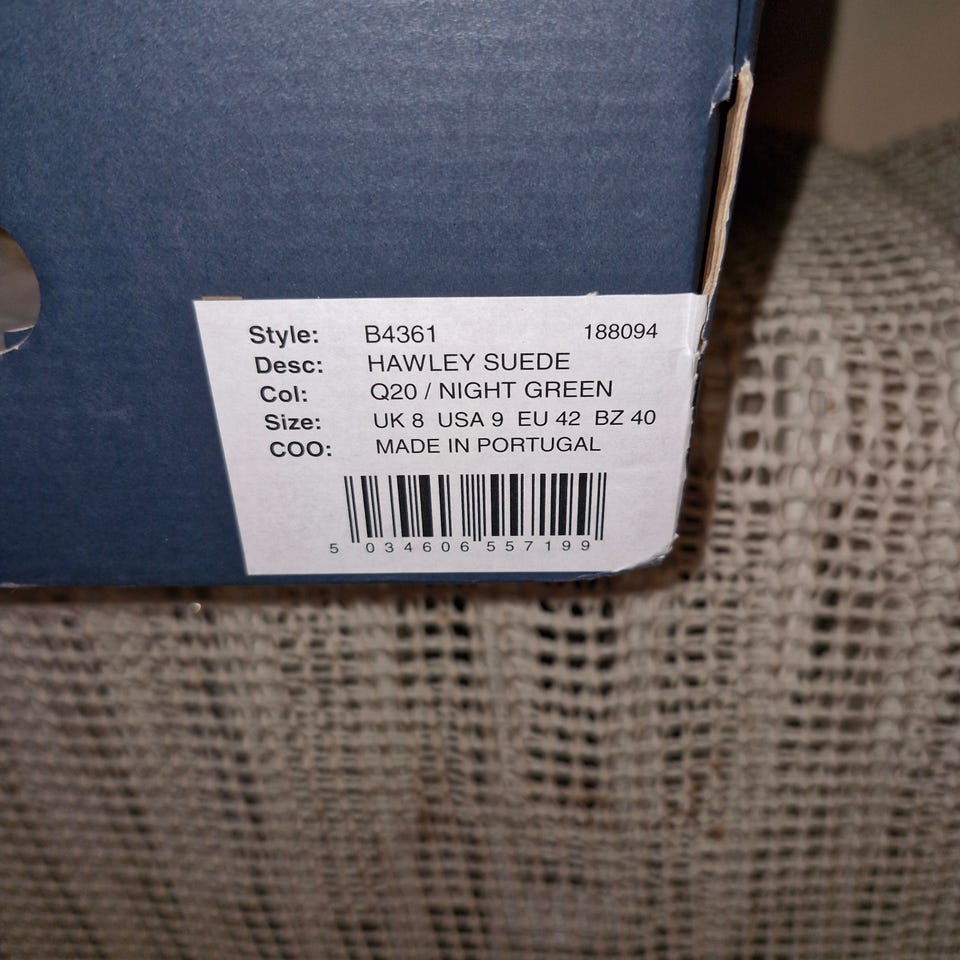 Style: B4361 188094
Desc: HAWLEY SUEDE
Col: Q20 / NIGHT GREEN
Size: UK 8 USA 9 EU 42 BZ 40
COO: MADE IN PORTUGAL
5 034606 557199